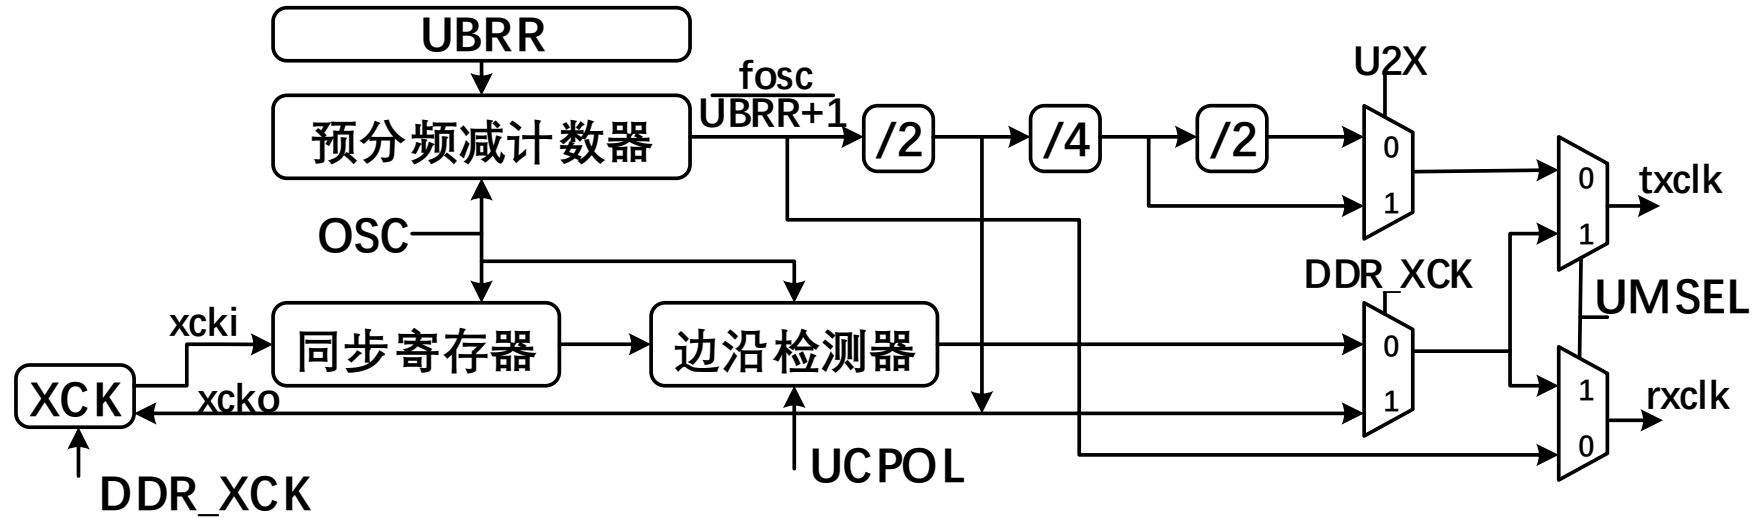 UBRR
fosc
UBRR+1
U2X
预分频减计数器
/2
/4
/2
0
1
0
1
txclk
OSC
DDR_XCK
UMSEL
xcki
同步寄存器
边沿检测器
0
1
XCK
xcko
1
0
rxclk
UCPOL
DDR_XCK